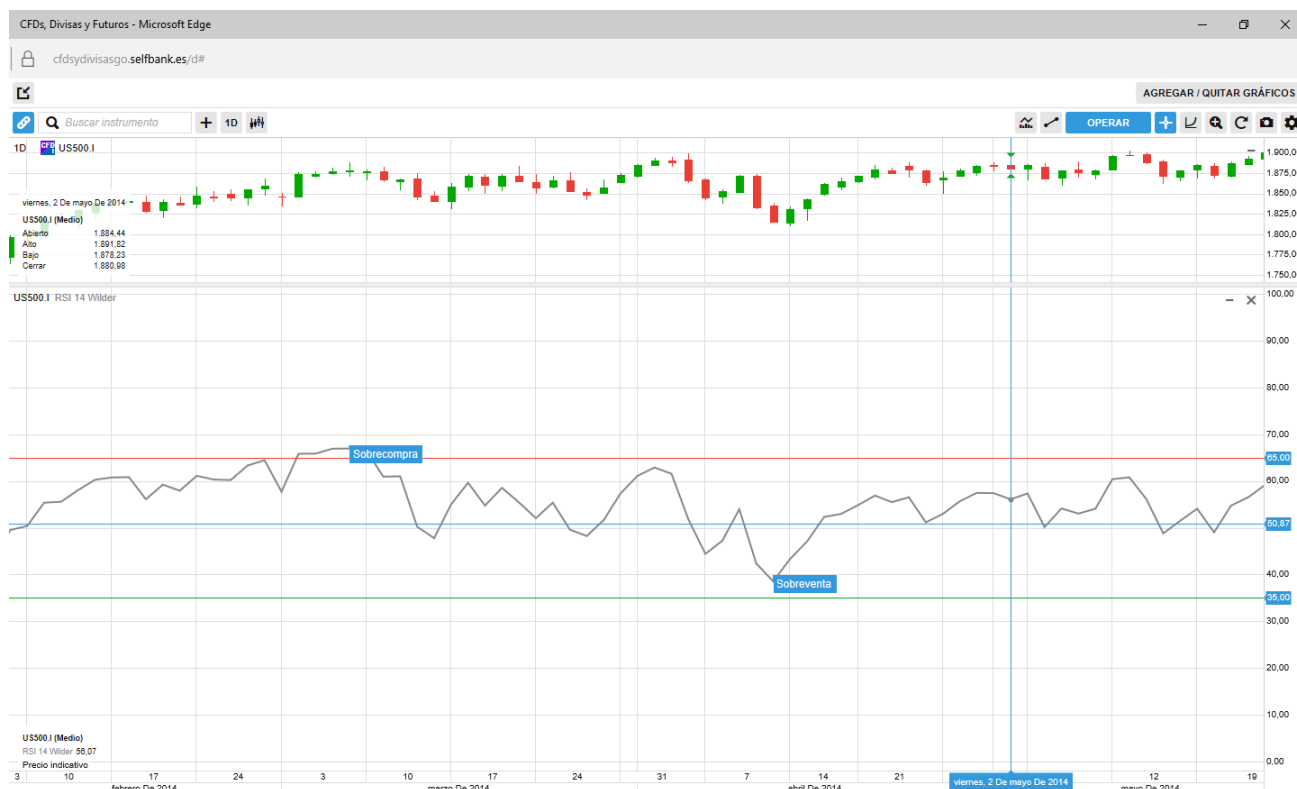 CFDs, Divisas y Futuros - Microsoft Edge
cfdsydivisasgo.selfbank.es/d#
AGREGAR / QUITAR GRÁFICOS
Buscar instrumento
1D
OPERAR
1D CFD US500.I
viernes, 2 De mayo De 2014
US500.I (Medio)
Abierto 1.884,44
Alto 1.891,82
Bajo 1.878,23
Cerrar 1.880,98
1.900,0
1.875,0
1.850,0
1.825,0
1.800,0
1.775,0
1.750,0
US500.I RSI 14 Wilder
100,00
90,00
80,00
70,00
Sobrecompra
65,00
60,00
50,87
40,00
Sobreventa
35,00
30,00
20,00
10,00
0,00
US500.I (Medio)
RSI 14 Wilder 56,07
Precio indicativo
3 10 17 24 3 10 17 24 31 7 14 21 viernes, 2 De mayo De 2014 12 19
febrero De 2014 marzo De 2014 abril De 2014 mayo De 2014